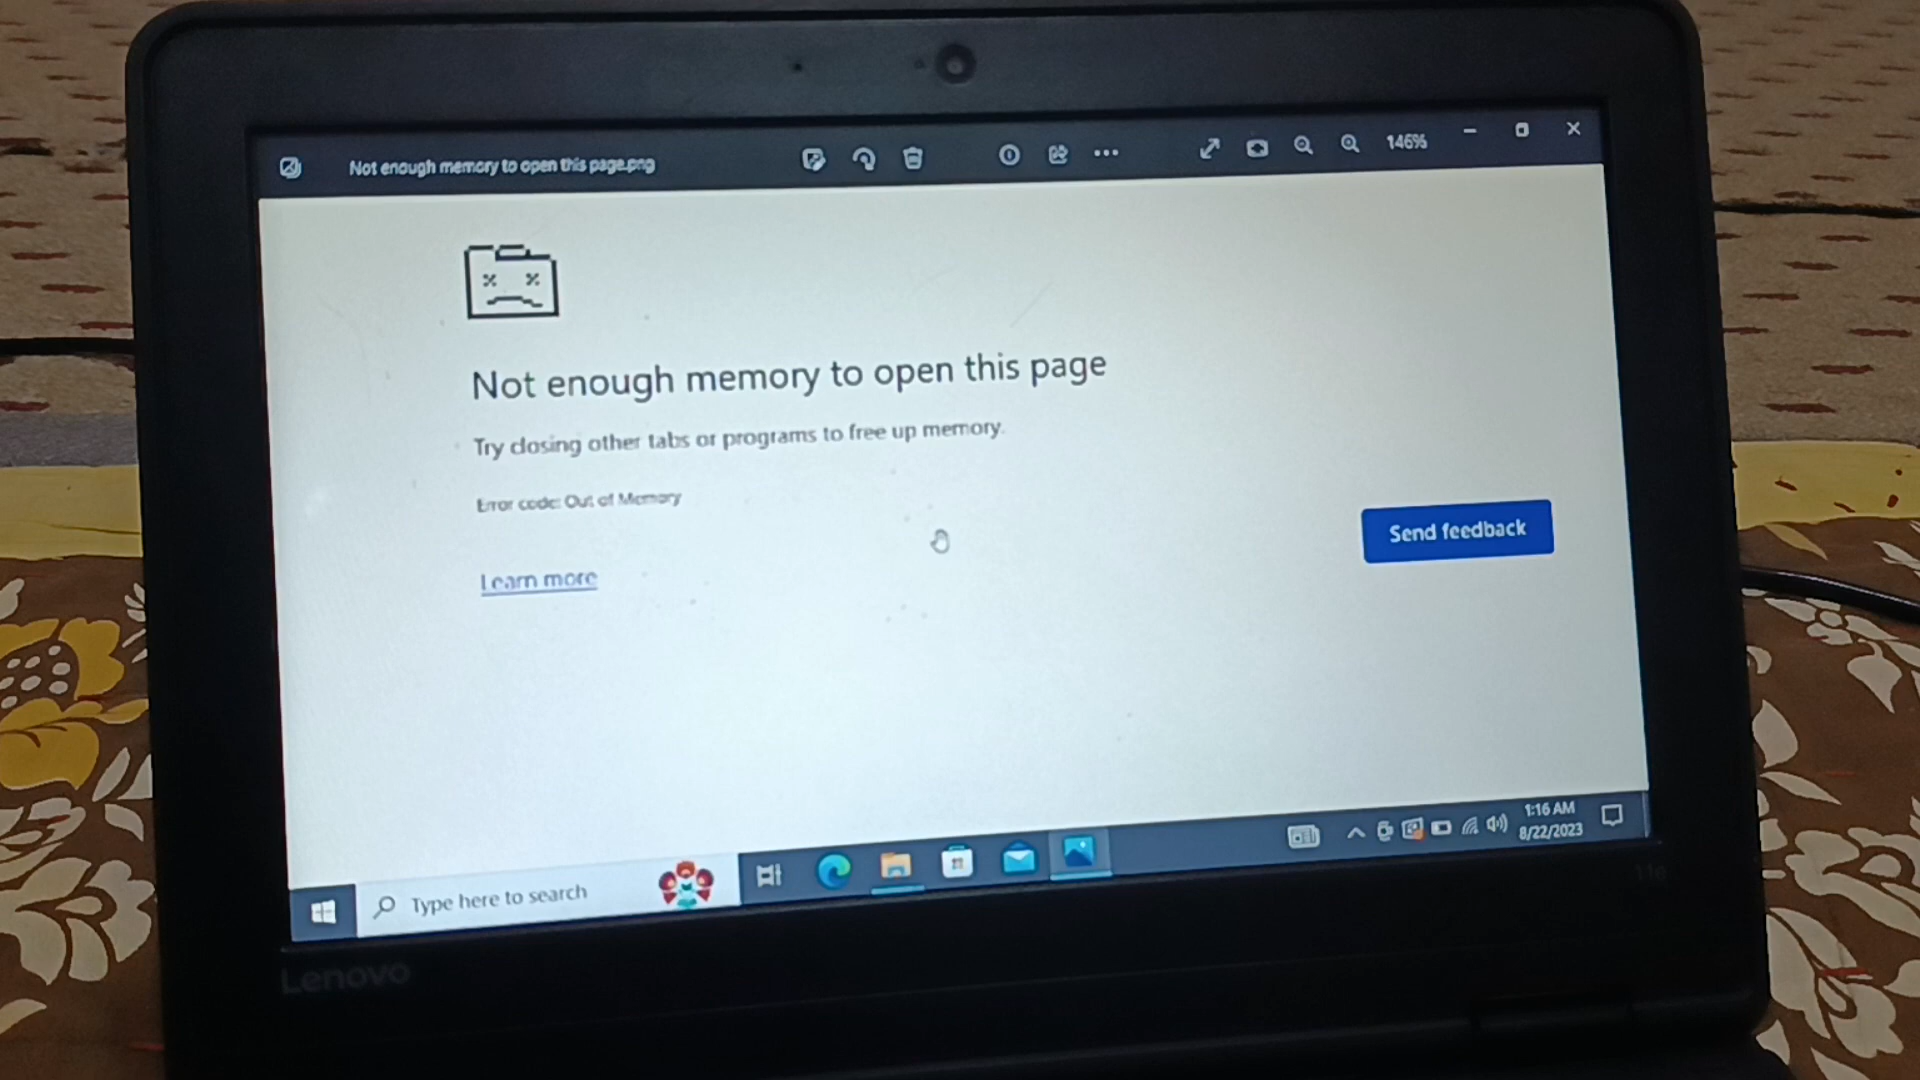 Not enough memory to open this page.png
146%
Not enough memory to open this page
Try closing other tabs or programs to free up memory.
Error code: Out of Memory
Send feedback
Learn more
1:16 AM
8/22/2023
Type here to search
Lenovo
11e